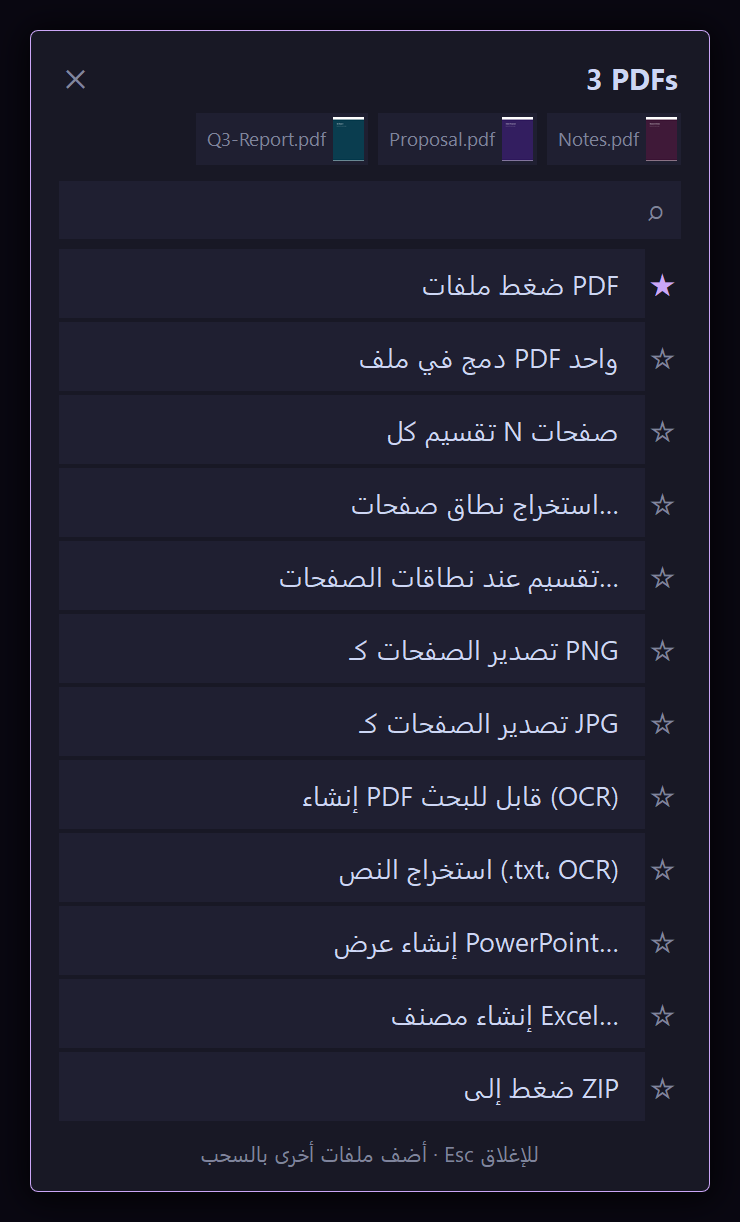 3 PDFs
Notes.pdf
Proposal.pdf
Q3-Report.pdf
ضغط ملفات PDF
دمج في ملف PDF واحد
تقسيم كل N صفحات
استخراج نطاق صفحات...
تقسيم عند نطاقات الصفحات...
تصدير الصفحات كـ PNG
تصدير الصفحات كـ JPG
إنشاء PDF قابل للبحث (OCR)
استخراج النص (.txt، OCR)
إنشاء عرض PowerPoint...
إنشاء مصنف Excel...
ضغط إلى ZIP
أضف ملفات أخرى بالسحب · Esc للإغلاق